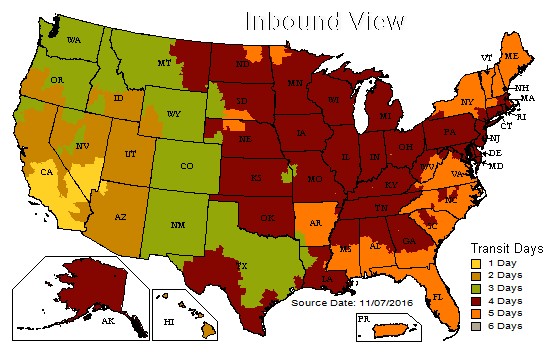 Inbound View
WA
OR
CA
NV
ID
MT
WY
UT
AZ
CO
NM
ND
SD
NE
KS
OK
TX
MN
IA
MO
AR
LA
WI
IL
MI
IN
OH
KY
TN
MS
AL
GA
FL
SC
NC
VA
WV
PA
NY
VT
ME
NH
MA
RI
CT
NJ
DE
MD
AK
HI
PR
Source Date: 11/07/2016
Transit Days
1 Day
2 Days
3 Days
4 Days
5 Days
6 Days